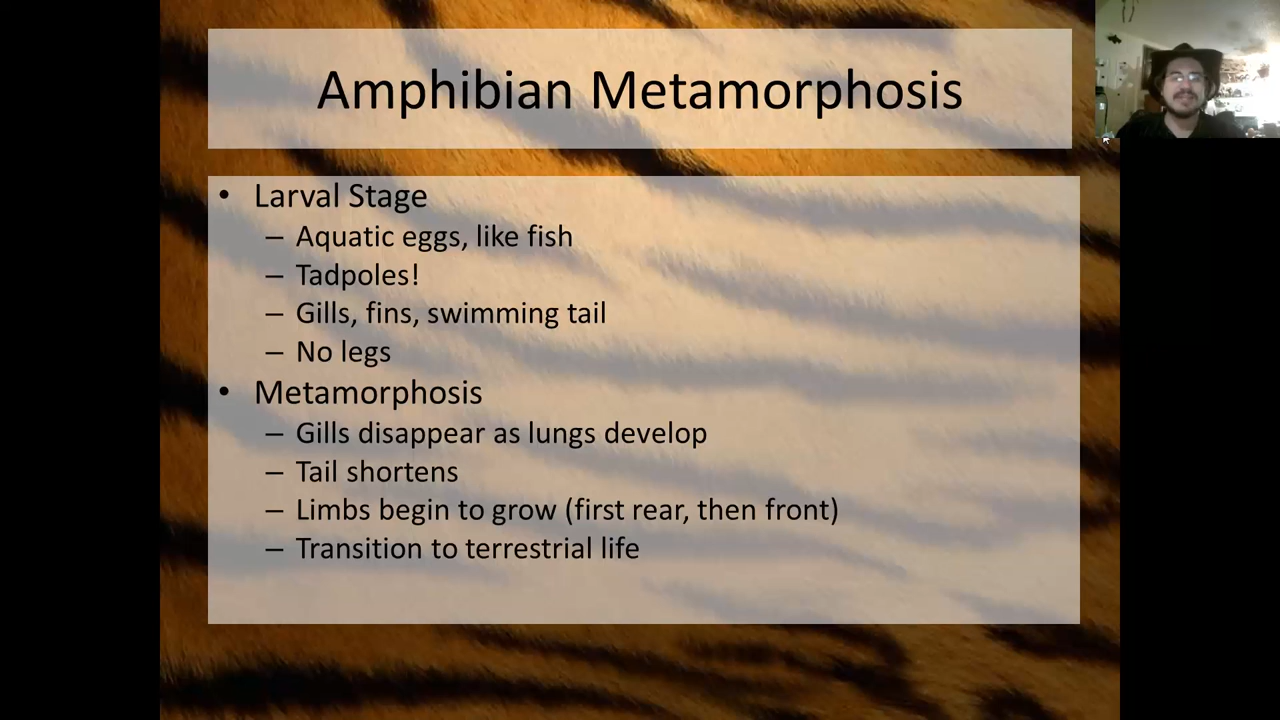 Amphibian Metamorphosis
• Larval Stage
– Aquatic eggs, like fish
– Tadpoles!
– Gills, fins, swimming tail
– No legs
• Metamorphosis
– Gills disappear as lungs develop
– Tail shortens
– Limbs begin to grow (first rear, then front)
– Transition to terrestrial life